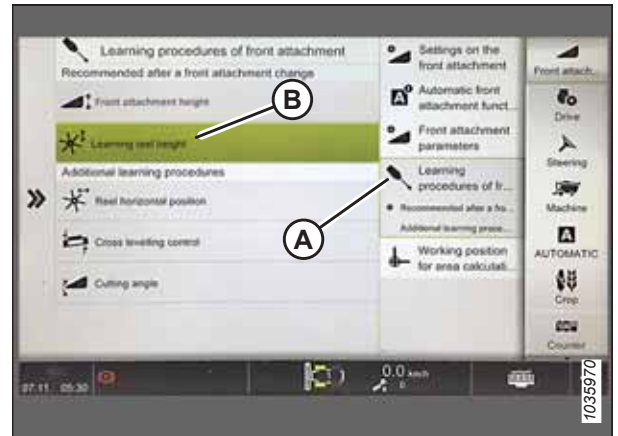 Learning procedures of front attachment
Recommended after a front attachment change
Front attachment height
Learning reel height
Additional learning procedures
Reel horizontal position
Cross levelling control
Cutting angle
B
A
Settings on the
front attachment
Automatic front
attachment funct...
Front attachment
parameters
Learning
procedures of fr...
Recommended after a fro...
Additional learning proce...
Working position
for area calculati...
Front attach...
Drive
Steering
Machine
A
AUTOMATIC
Crop
Counter
07.11. 05:30
0.0 km/h
0
1035970